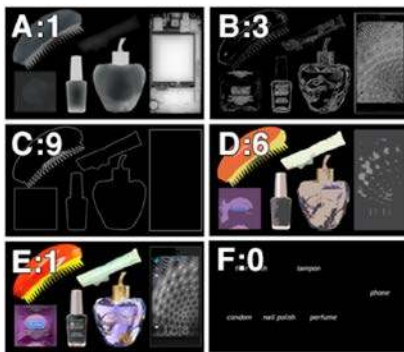 A:1
B:3
C:9
D:6
E:1
F:0
tampon
phone
condom nail polish perfume